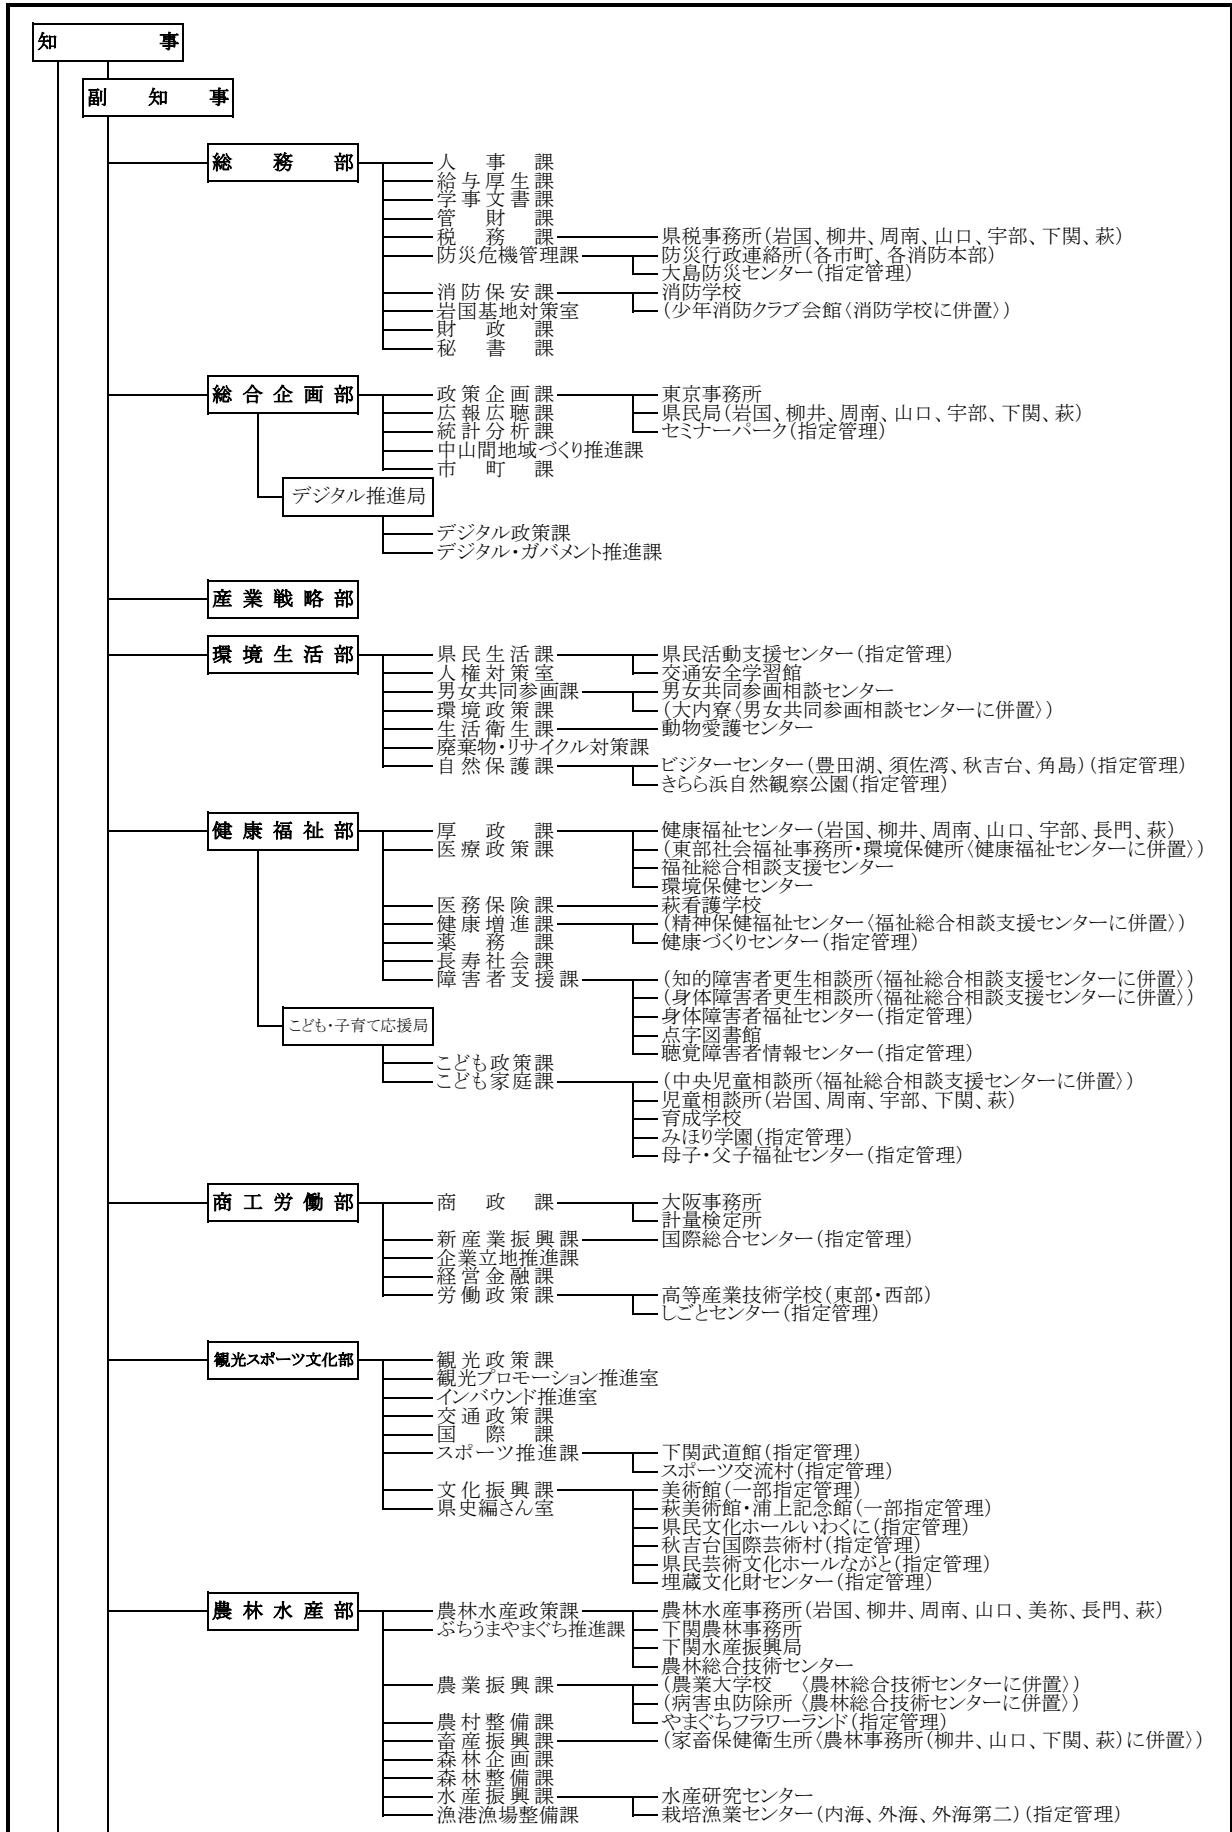 知事
副知事
総務部 人事課
給与厚生課
学事文書課
管財課
税務課 県税事務所(岩国、柳井、周南、山口、宇部、下関、萩)
防災危機管理課 防災行政連絡所(各市町、各消防本部)
大島防災センター(指定管理)
消防保安課 消防学校
岩国基地対策室 (少年消防クラブ会館〈消防学校に併置〉)
財政課
秘書課
総合企画部 政策企画課 東京事務所
広報広聴課 県民局(岩国、柳井、周南、山口、宇部、下関、萩)
統計分析課 セミナーパーク(指定管理)
中山間地域づくり推進課
市町課
デジタル推進局
デジタル政策課
デジタル・ガバメント推進課
産業戦略部
環境生活部 県民生活課 県民活動支援センター(指定管理)
人権対策室 交通安全学習館
男女共同参画課 男女共同参画相談センター
環境政策課 (大内寮〈男女共同参画相談センターに併置〉)
生活衛生課 動物愛護センター
廃棄物・リサイクル対策課
自然保護課 ビジターセンター(豊田湖、須佐湾、秋吉台、角島)(指定管理)
きらら浜自然観察公園(指定管理)
健康福祉部 厚政課 健康福祉センター(岩国、柳井、周南、山口、宇部、長門、萩)
医療政策課 (東部社会福祉事務所・環境保健所〈健康福祉センターに併置〉)
福祉総合相談支援センター
環境保健センター
医務保険課 萩看護学校
健康増進課 (精神保健福祉センター〈福祉総合相談支援センターに併置〉)
薬務課 健康づくりセンター(指定管理)
長寿社会課
障害者支援課 (知的障害者更生相談所〈福祉総合相談支援センターに併置〉)
(身体障害者更生相談所〈福祉総合相談支援センターに併置〉)
身体障害者福祉センター(指定管理)
点字図書館
聴覚障害者情報センター(指定管理)
こども・子育て応援局
こども政策課
こども家庭課 (中央児童相談所〈福祉総合相談支援センターに併置〉)
児童相談所(岩国、周南、宇部、下関、萩)
育成学校
みほり学園(指定管理)
母子・父子福祉センター(指定管理)
商工労働部 商政課 大阪事務所
計量検定所
新産業振興課 国際総合センター(指定管理)
企業立地推進課
経営金融課
労働政策課 高等産業技術学校(東部・西部)
しごとセンター(指定管理)
観光スポーツ文化部 観光政策課
観光プロモーション推進室
インバウンド推進室
交通政策課
国際課
スポーツ推進課 下関武道館(指定管理)
スポーツ交流村(指定管理)
文化振興課 美術館(一部指定管理)
県史編さん室 萩美術館・浦上記念館(一部指定管理)
県民文化ホールいわくに(指定管理)
秋吉台国際芸術村(指定管理)
県民芸術文化ホールながと(指定管理)
埋蔵文化財センター(指定管理)
農林水産部 農林水産政策課 農林水産事務所(岩国、柳井、周南、山口、美祢、長門、萩)
ぶちうまやまぐち推進課 下関農林事務所
下関水産振興局
農林総合技術センター
農業振興課 (農業大学校 〈農林総合技術センターに併置〉)
(病害虫防除所 〈農林総合技術センターに併置〉)
農村整備課 やまぐちフラワーランド(指定管理)
畜産振興課 (家畜保健衛生所〈農林事務所(柳井、山口、下関、萩)に併置〉)
森林企画課
森林整備課
水産振興課 水産研究センター
漁港漁場整備課 栽培漁業センター(内海、外海、外海第二)(指定管理)